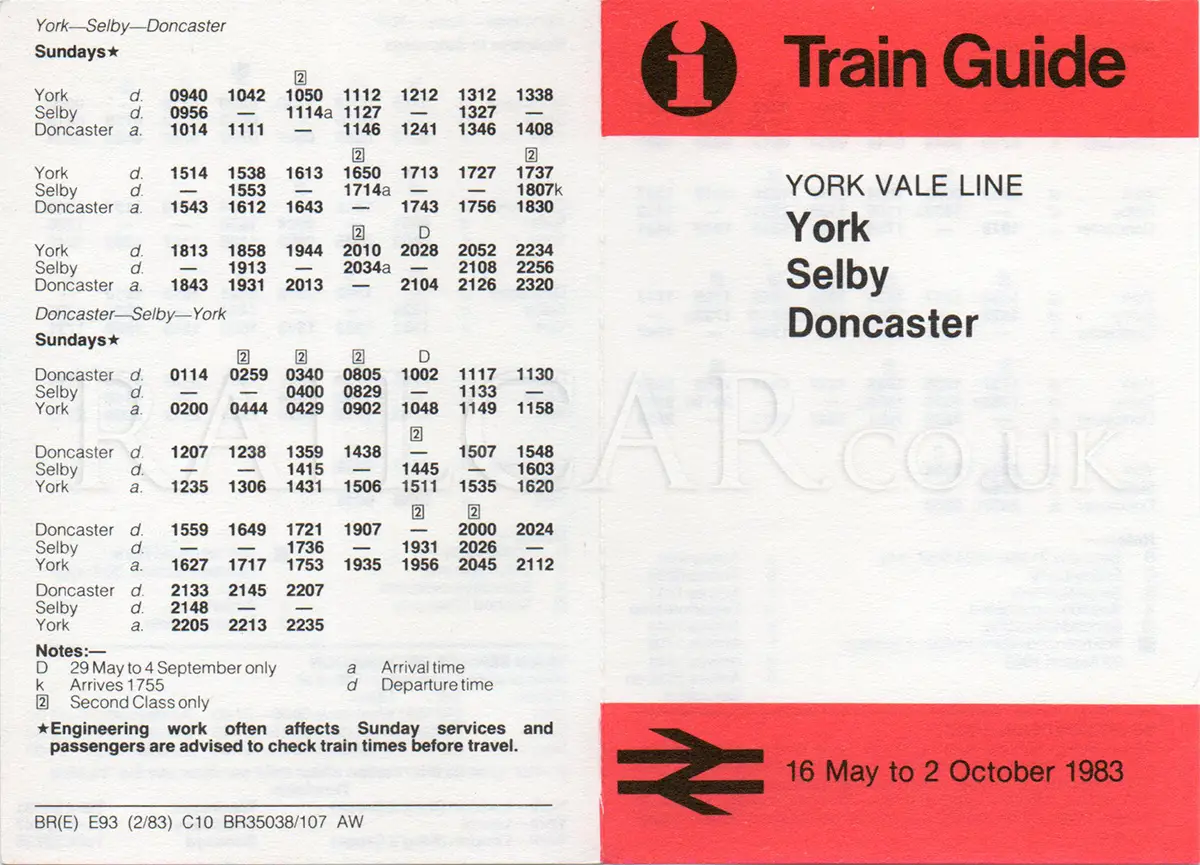 York—Selby—Doncaster
Sundays★
2
York d. 0940 1042 1050 1112 1212 1312 1338
Selby d. 0956 — 1114a 1127 — 1327 —
Doncaster a. 1014 1111 — 1146 1241 1346 1408
2 2
York d. 1514 1538 1613 1650 1713 1727 1737
Selby d. — 1553 — 1714a — — 1807k
Doncaster a. 1543 1612 1643 — 1743 1756 1830
2 D
York d. 1813 1858 1944 2010 2028 2052 2234
Selby d. — 1913 — 2034a — 2108 2256
Doncaster a. 1843 1931 2013 — 2104 2126 2320
Doncaster—Selby—York
Sundays★
2 2 2 D
Doncaster d. 0114 0259 0340 0805 1002 1117 1130
Selby d. — — 0400 0829 — 1133 —
York a. 0200 0444 0429 0902 1048 1149 1158
2
Doncaster d. 1207 1238 1359 1438 — 1507 1548
Selby d. — — 1415 — 1445 — 1603
York a. 1235 1306 1431 1506 1511 1535 1620
2 2
Doncaster d. 1559 1649 1721 1907 — 2000 2024
Selby d. — — 1736 — 1931 2026 —
York a. 1627 1717 1753 1935 1956 2045 2112
Doncaster d. 2133 2145 2207
Selby d. 2148 — —
York a. 2205 2213 2235
Notes:—
D 29 May to 4 September only a Arrival time
k Arrives 1755 d Departure time
2 Second Class only
★Engineering work often affects Sunday services and
passengers are advised to check train times before travel.
BR(E) E93 (2/83) C10 BR35038/107 AW
i Train Guide
YORK VALE LINE
York
Selby
Doncaster
16 May to 2 October 1983
RAILCAR.co.uk